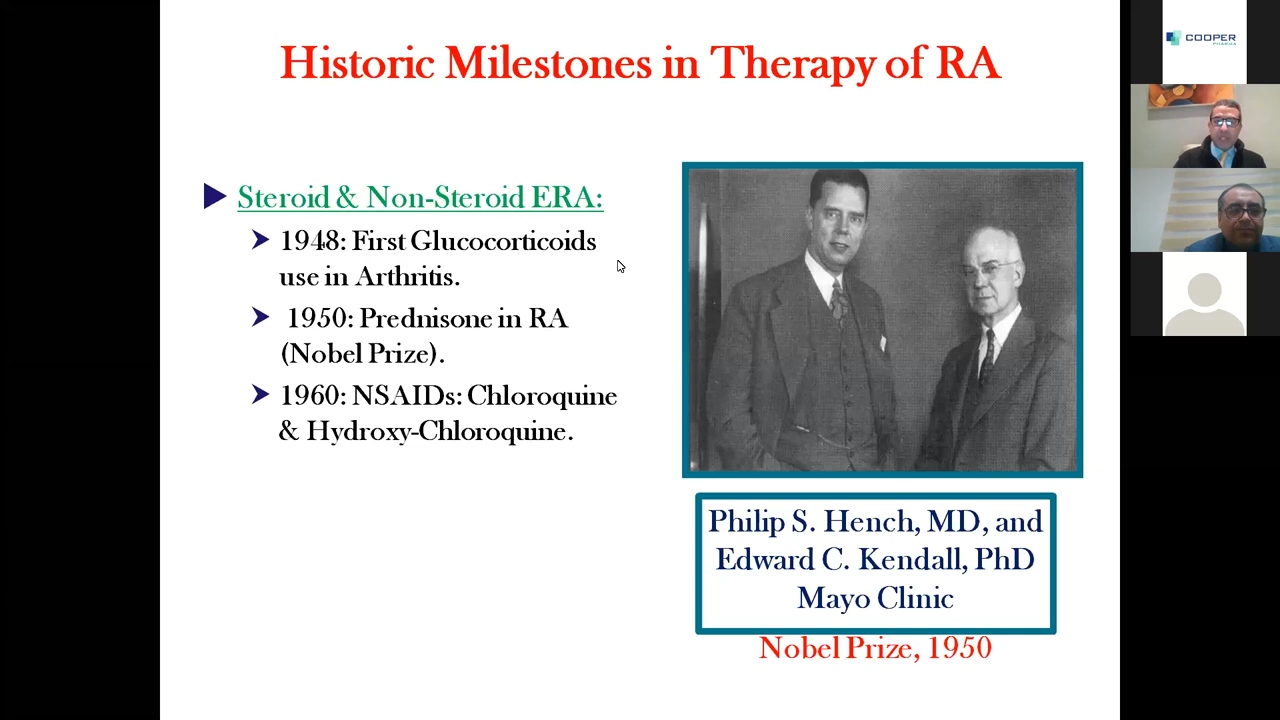 Historic Milestones in Therapy of RA
Steroid & Non-Steroid ERA:
1948: First Glucocorticoids
use in Arthritis.
1950: Prednisone in RA
(Nobel Prize).
1960: NSAIDs: Chloroquine
& Hydroxy-Chloroquine.
Philip S. Hench, MD, and
Edward C. Kendall, PhD
Mayo Clinic
Nobel Prize, 1950
COOPER
PHARMA